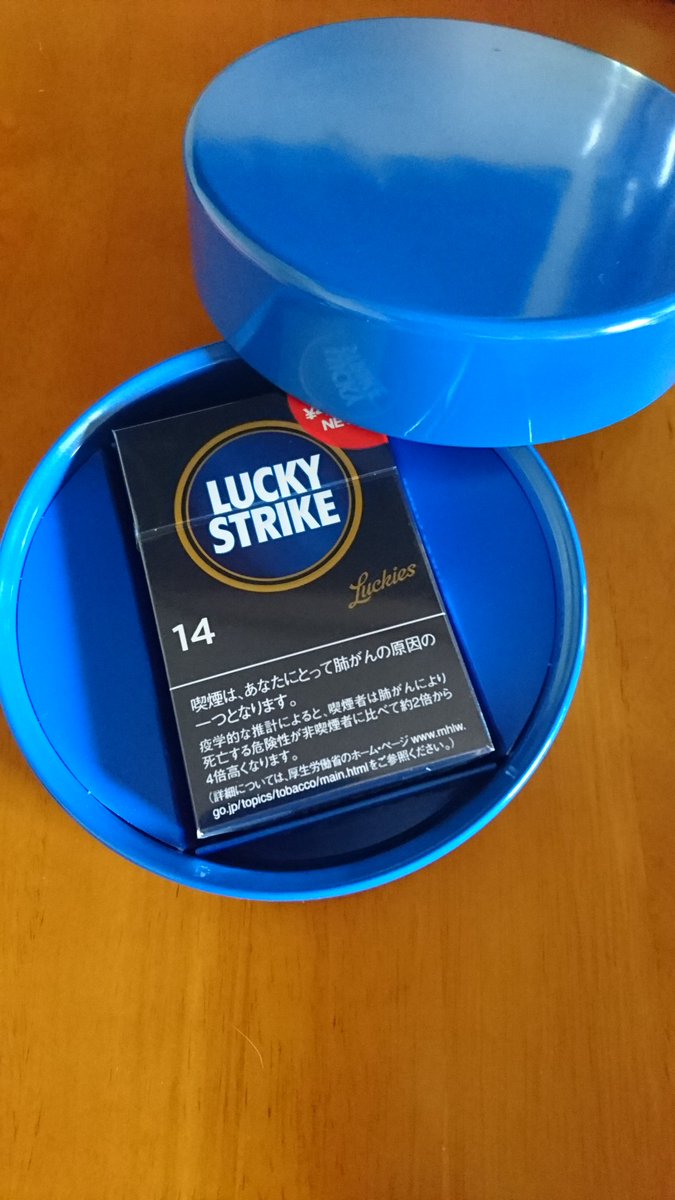 LUCKY
STRIKE
Luckies
14
喫煙は、あなたにとって肺がんの原因の
一つとなります。
疫学的な推計によると、喫煙者は肺がんにより
死亡する危険性が非喫煙者に比べて約2倍から
4倍高くなります。
(詳細については、厚生労働省のホーム・ページ www.mhlw.
go.jp/topics/tobacco/main.htmlをご参照ください。)